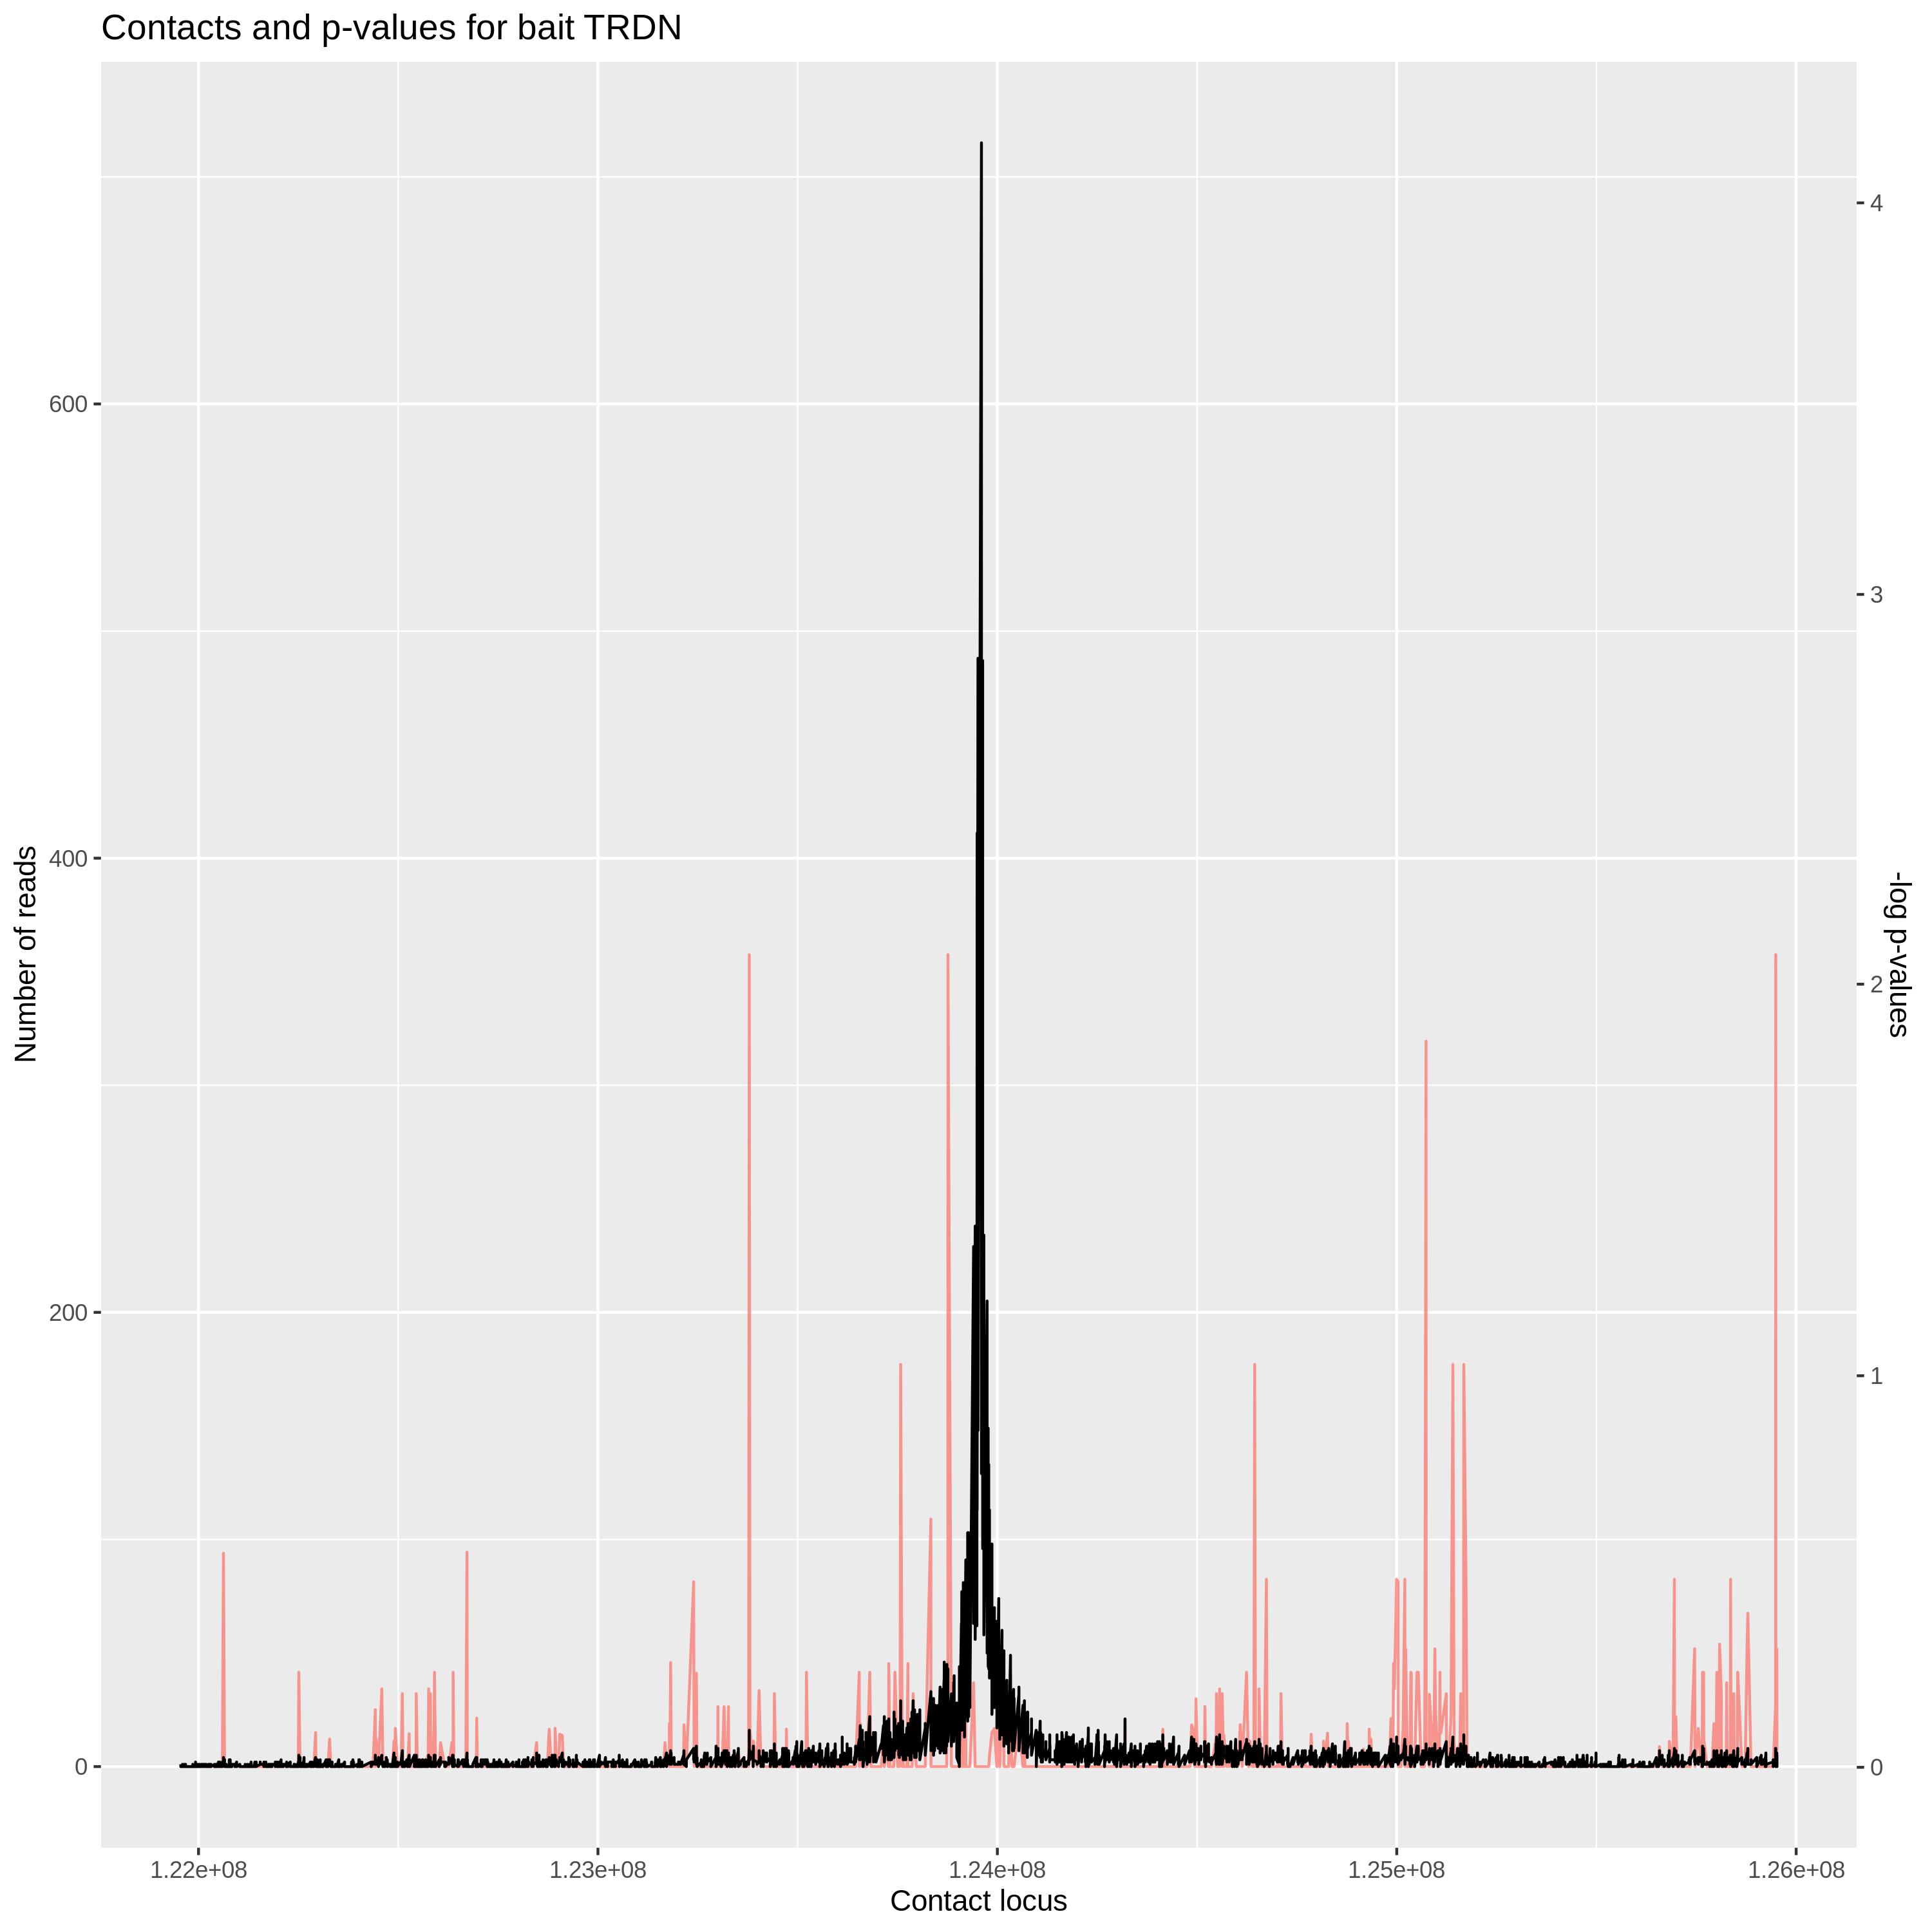 Contacts and p-values for bait TRDN
600
400
200
0
Number of reads
4
3
2
1
0
-log p-values
1.22e+08
1.23e+08
1.24e+08
1.25e+08
1.26e+08
Contact locus